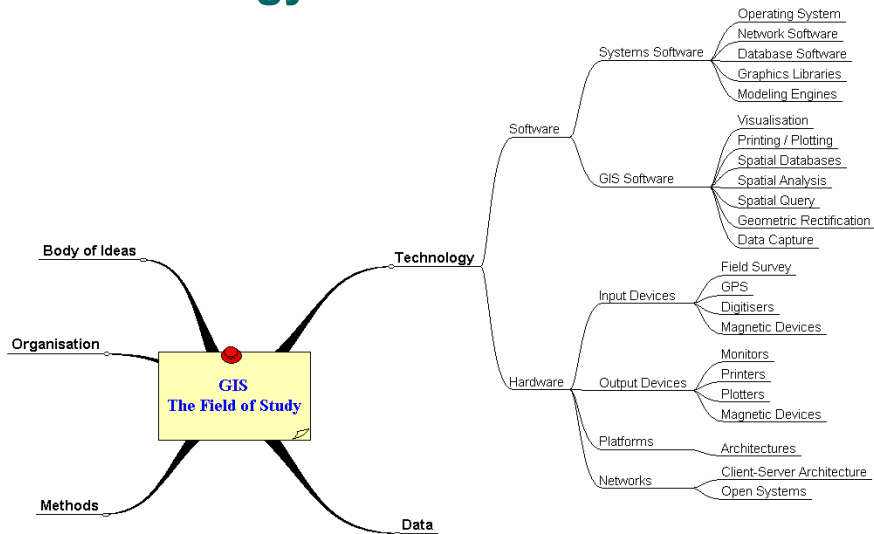 Operating System
Network Software
Systems Software
Database Software
Graphics Libraries
Modeling Engines
Software
Visualisation
Printing / Plotting
Spatial Databases
GIS Software
Spatial Analysis
Spatial Query
Geometric Rectification
Data Capture
Body of Ideas
Technology
Field Survey
GPS
Input Devices
Digitisers
Magnetic Devices
Organisation
GIS
The Field of Study
Hardware
Monitors
Printers
Output Devices
Plotters
Magnetic Devices
Platforms
Architectures
Networks
Client-Server Architecture
Open Systems
Methods
Data